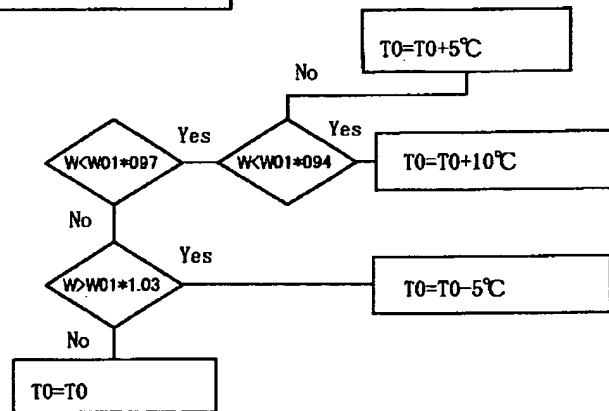 T0=T0+5℃
No
Yes
Yes
W<W01*097
W<W01*094
T0=T0+10℃
No
Yes
W>W01*1.03
T0=T0-5℃
No
T0=T0